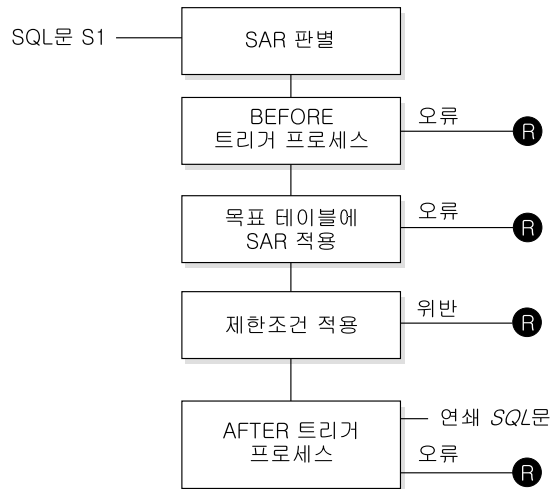 SQL문 S1
SAR 판별
BEFORE
트리거 프로세스
오류
R
목표 테이블에
SAR 적용
오류
R
제한조건 적용
위반
R
AFTER 트리거
프로세스
연쇄 SQL문
오류
R